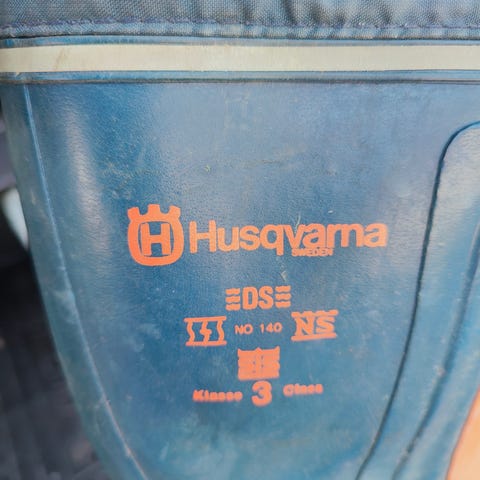 H Husqvarna
SWEDEN
DS
NO 140 NS
Klasse 3 Class